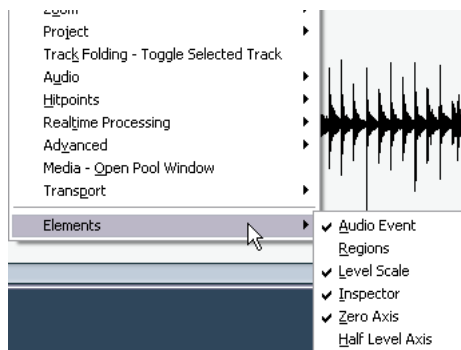 Zoom
Project
Track Folding - Toggle Selected Track
Audio
Hitpoints
Realtime Processing
Advanced
Media - Open Pool Window
Transport
Elements
Audio Event
Regions
Level Scale
Inspector
Zero Axis
Half Level Axis